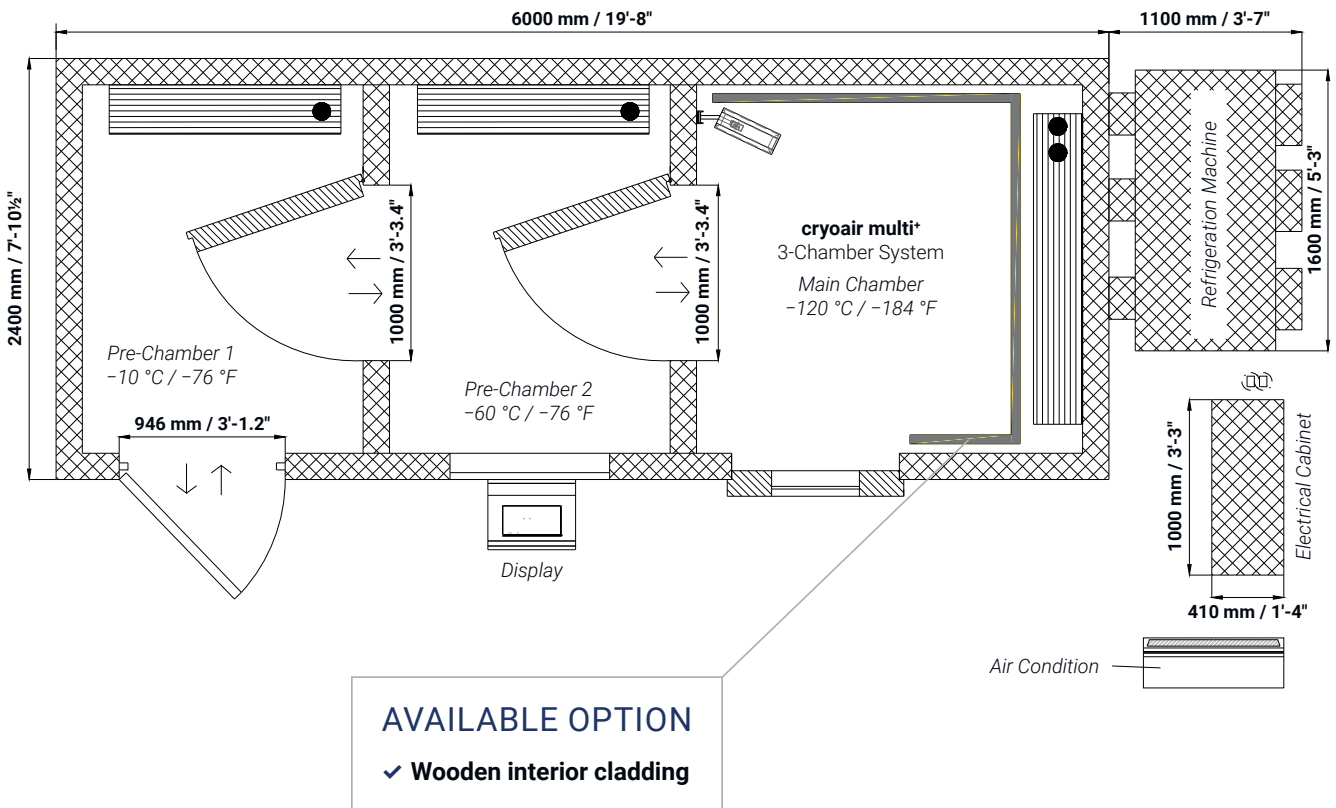 6000 mm / 19'-8"
1100 mm / 3'-7"
2400 mm / 7'-10½"
Refrigeration Machine
1600 mm / 5'-3"
1000 mm / 3'-3.4"
1000 mm / 3'-3.4"
cryoair multi⁺
3-Chamber System
Main Chamber
−120 °C / −184 °F
Pre-Chamber 1
−10 °C / −76 °F
Pre-Chamber 2
−60 °C / −76 °F
946 mm / 3'-1.2"
1000 mm / 3'-3"
Electrical Cabinet
Display
410 mm / 1'-4"
Air Condition
AVAILABLE OPTION
✓ Wooden interior cladding